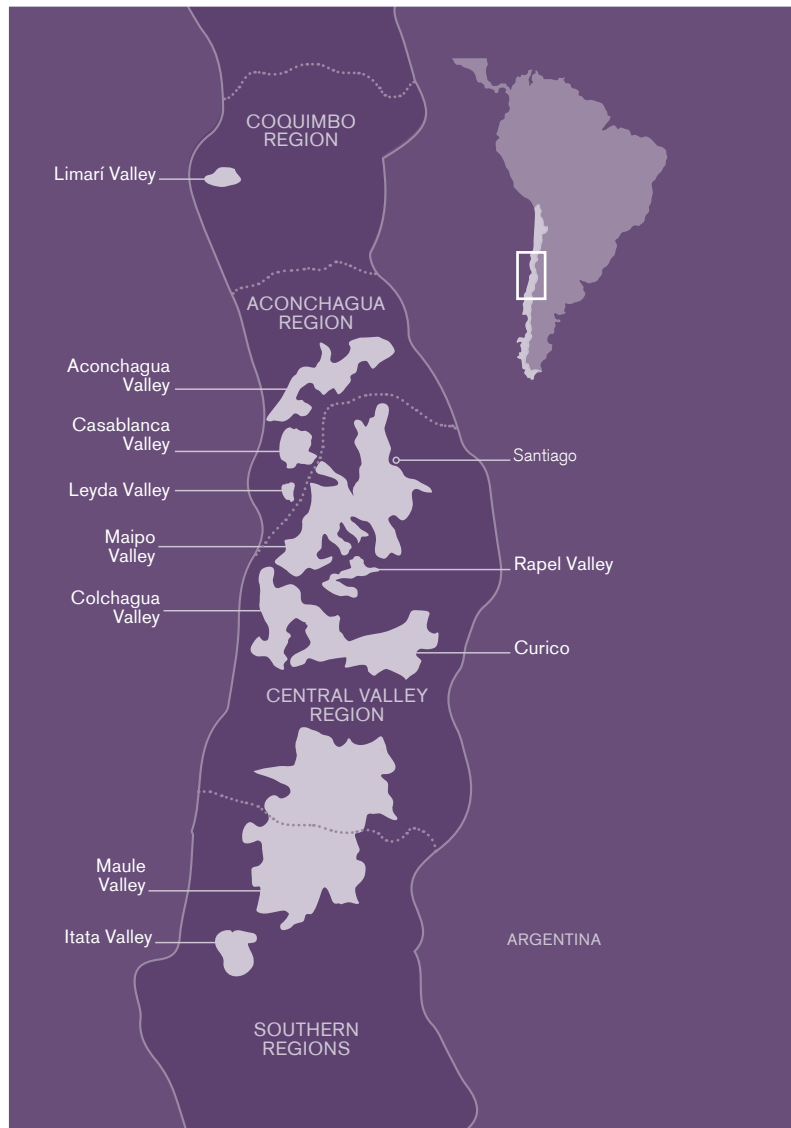 COQUIMBO
REGION
Limarí Valley
ACONCHAGUA
REGION
Aconchagua
Valley
Casablanca
Valley
Santiago
Leyda Valley
Maipo
Valley
Rapel Valley
Colchagua
Valley
Curico
CENTRAL VALLEY
REGION
Maule
Valley
Itata Valley
ARGENTINA
SOUTHERN
REGIONS